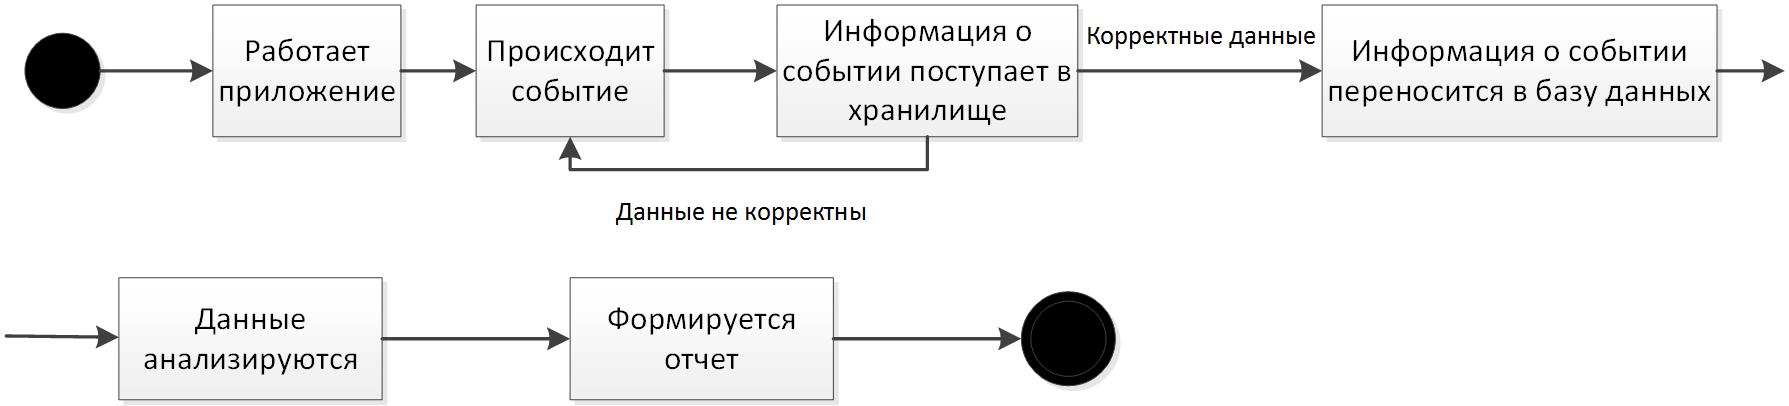 Работает
приложение
Происходит
событие
Информация о
событии поступает в
хранилище
Корректные данные
Информация о событии
переносится в базу данных
Данные не корректны
Данные
анализируются
Формируется
отчет